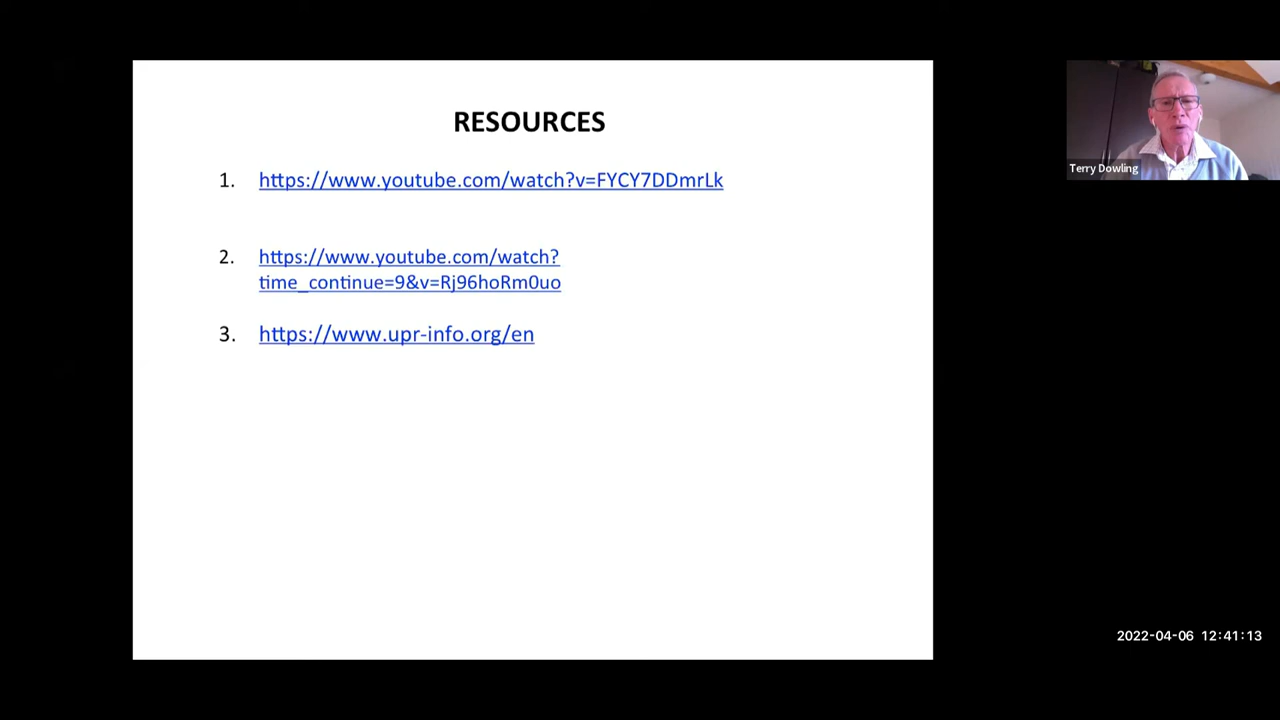 RESOURCES
1. https://www.youtube.com/watch?v=FYCY7DDmrLk
2. https://www.youtube.com/watch?
time_continue=9&v=Rj96hoRm0uo
3. https://www.upr-info.org/en
Terry Dowling
2022-04-06 12:41:13